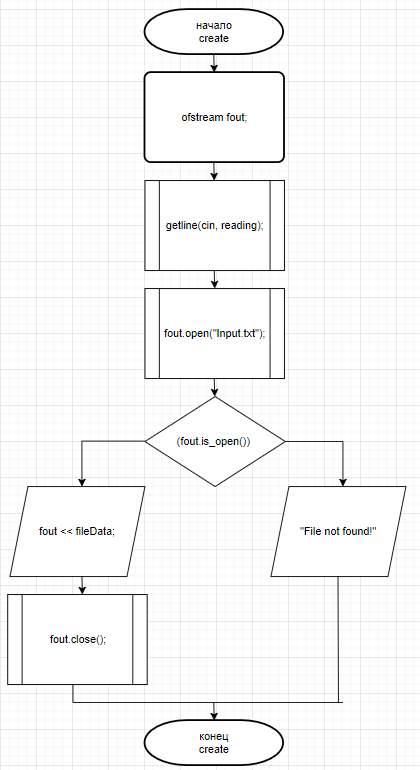 начало
create
ofstream fout;
getline(cin, reading);
fout.open("Input.txt");
(fout.is_open())
fout << fileData;
"File not found!"
fout.close();
конец
create